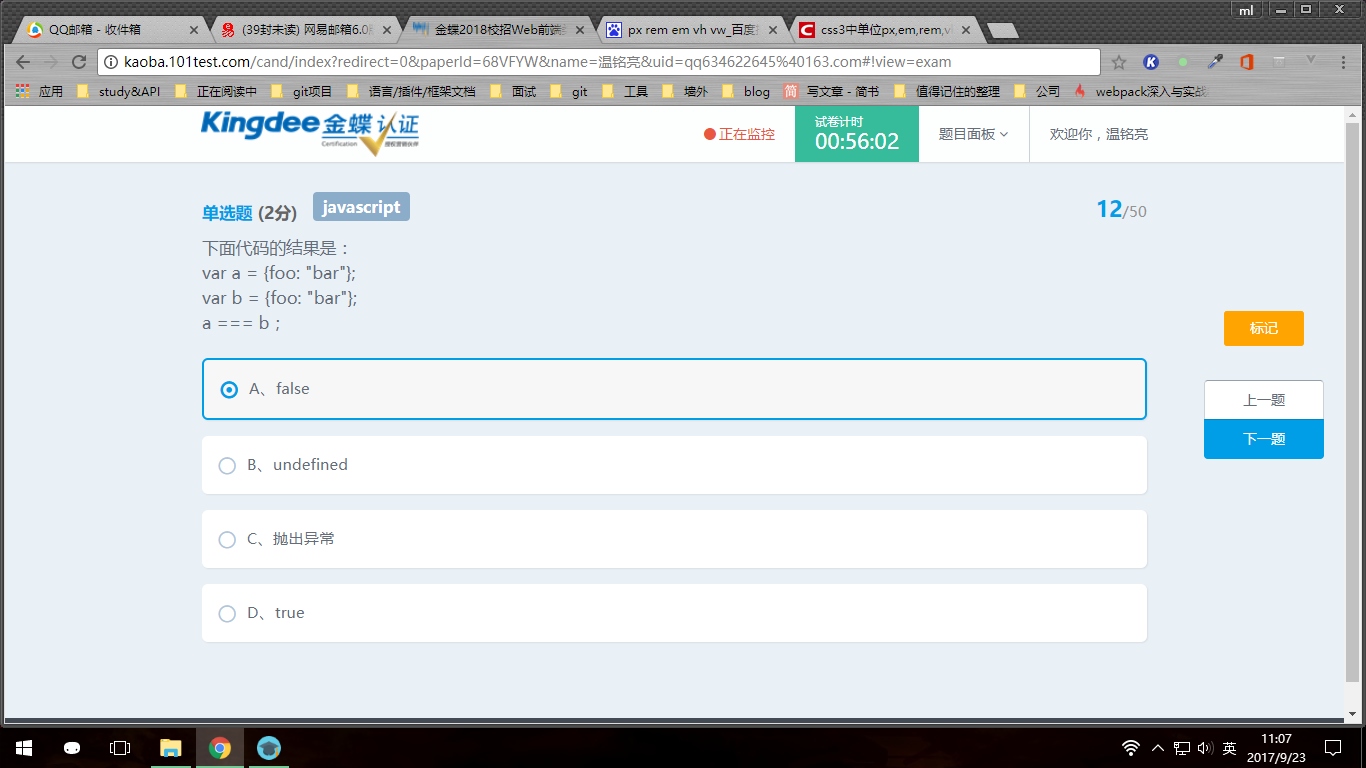 ml
QQ邮箱 - 收件箱
(39封未读) 网易邮箱6.0
金蝶2018校招Web前端
px rem em vh vw_百度
css3中单位px,em,rem,v
kaoba.101test.com/cand/index?redirect=0&paperId=68VFYW&name=温铭亮&uid=qq634622645%40163.com#!view=exam
应用 study&API 正在阅读中 git项目 语言/插件/框架文档 面试 git 工具 墙外 blog 简 写文章 - 简书 值得记住的整理 公司 webpack深入与实战
Kingdee金蝶 认证
Certification 授权营销伙伴
正在监控
试卷计时
00:56:02
题目面板
欢迎你，温铭亮
单选题 (2分) javascript
12/50
下面代码的结果是：
var a = {foo: "bar"};
var b = {foo: "bar"};
a === b ;
标记
A、false
上一题
下一题
B、undefined
C、抛出异常
D、true
英
11:07
2017/9/23